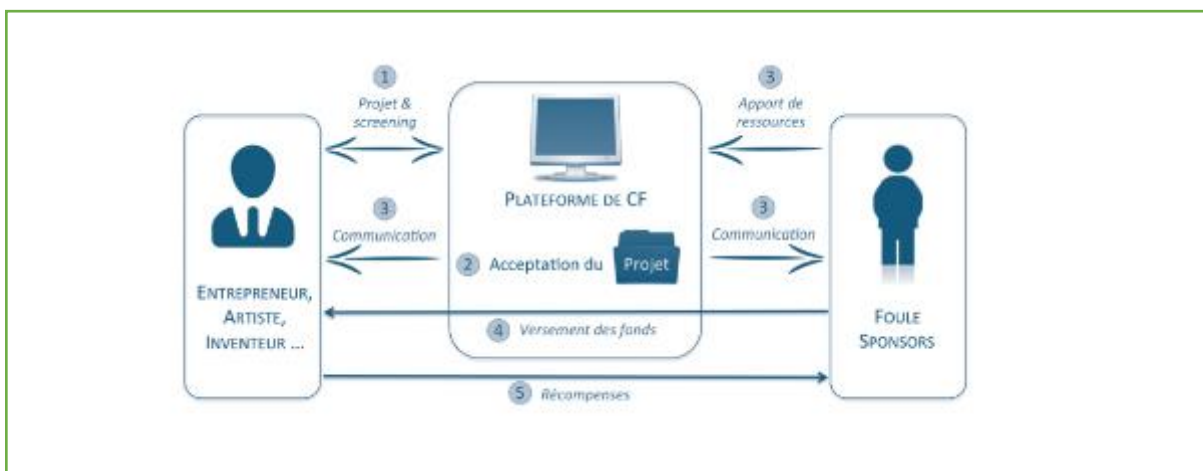 1
Projet &
screening
3
Apport de
ressources
PLATEFORME DE CF
3
Communication
3
Communication
2 Acceptation du Projet
ENTREPRENEUR,
ARTISTE,
INVENTEUR ...
FOULE
SPONSORS
4 Versement des fonds
5 Récompenses